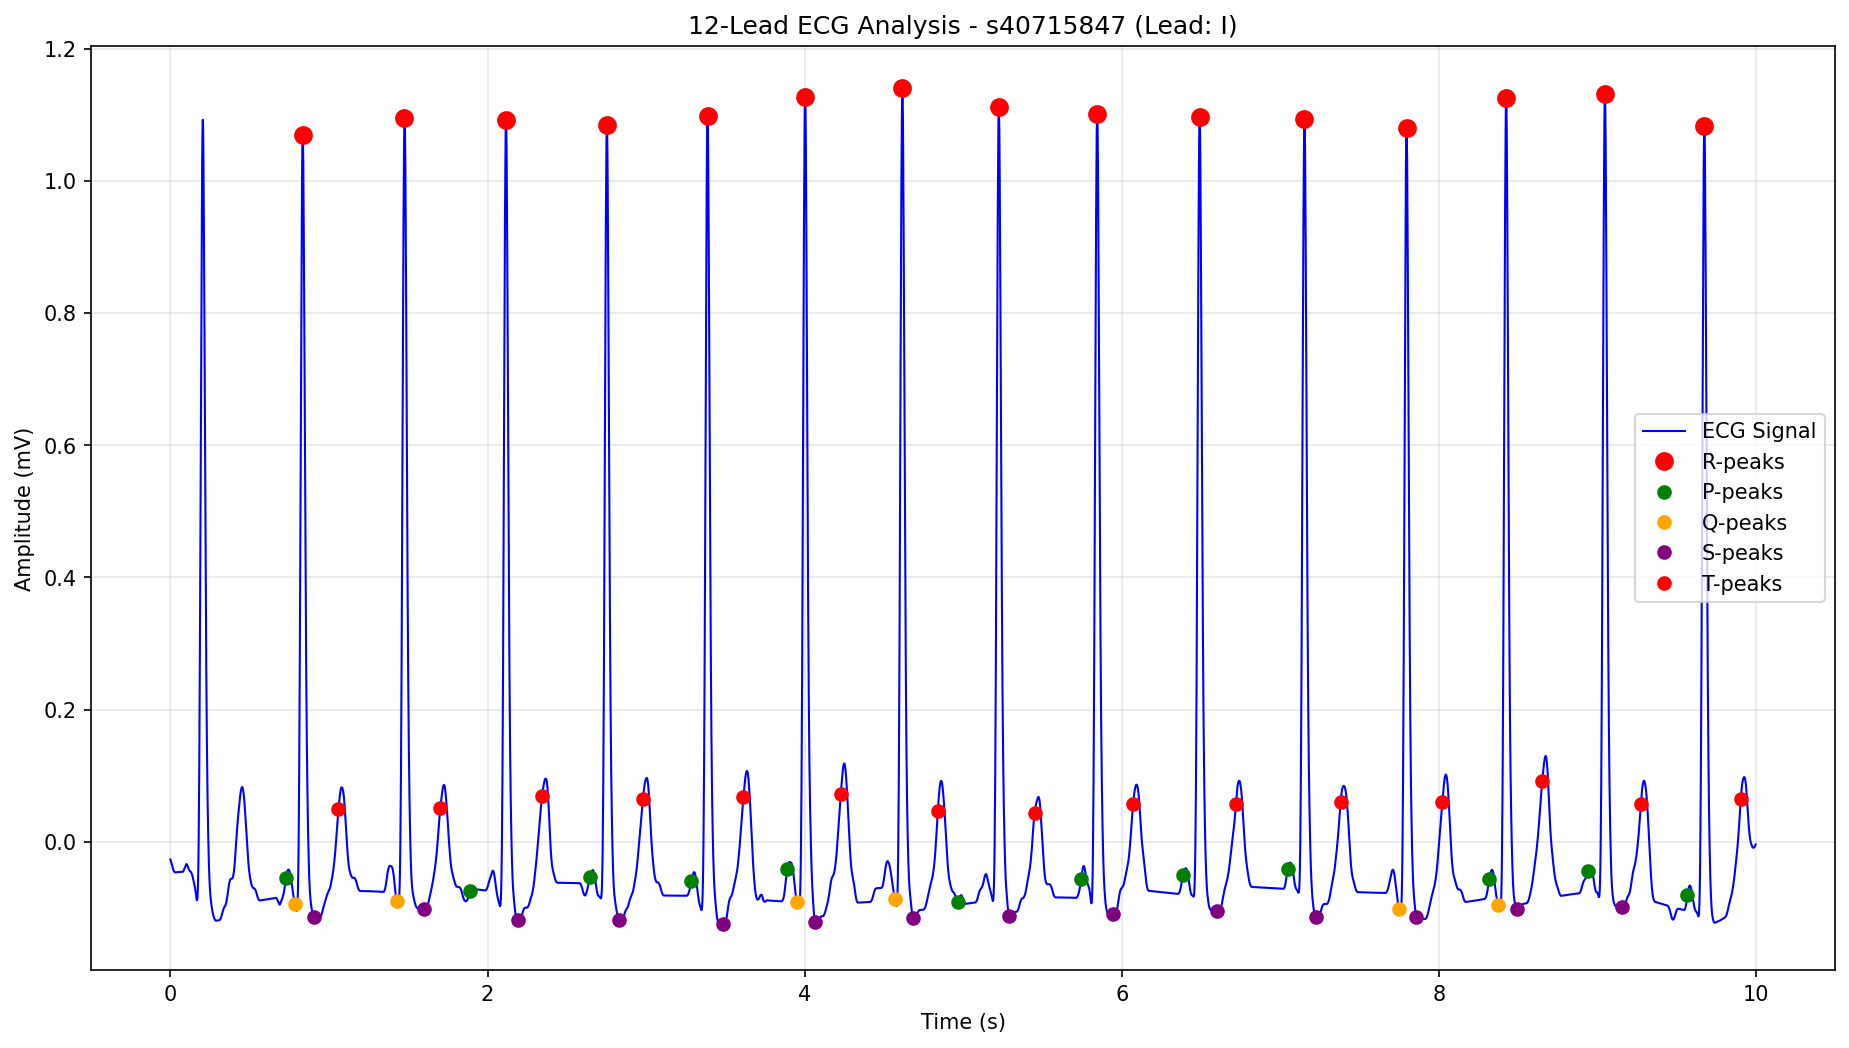 12-Lead ECG Analysis - s40715847 (Lead: I)
1.2
1.0
0.8
0.6
0.4
0.2
0.0
Amplitude (mV)
ECG Signal
R-peaks
P-peaks
Q-peaks
S-peaks
T-peaks
0 2 4 6 8 10
Time (s)